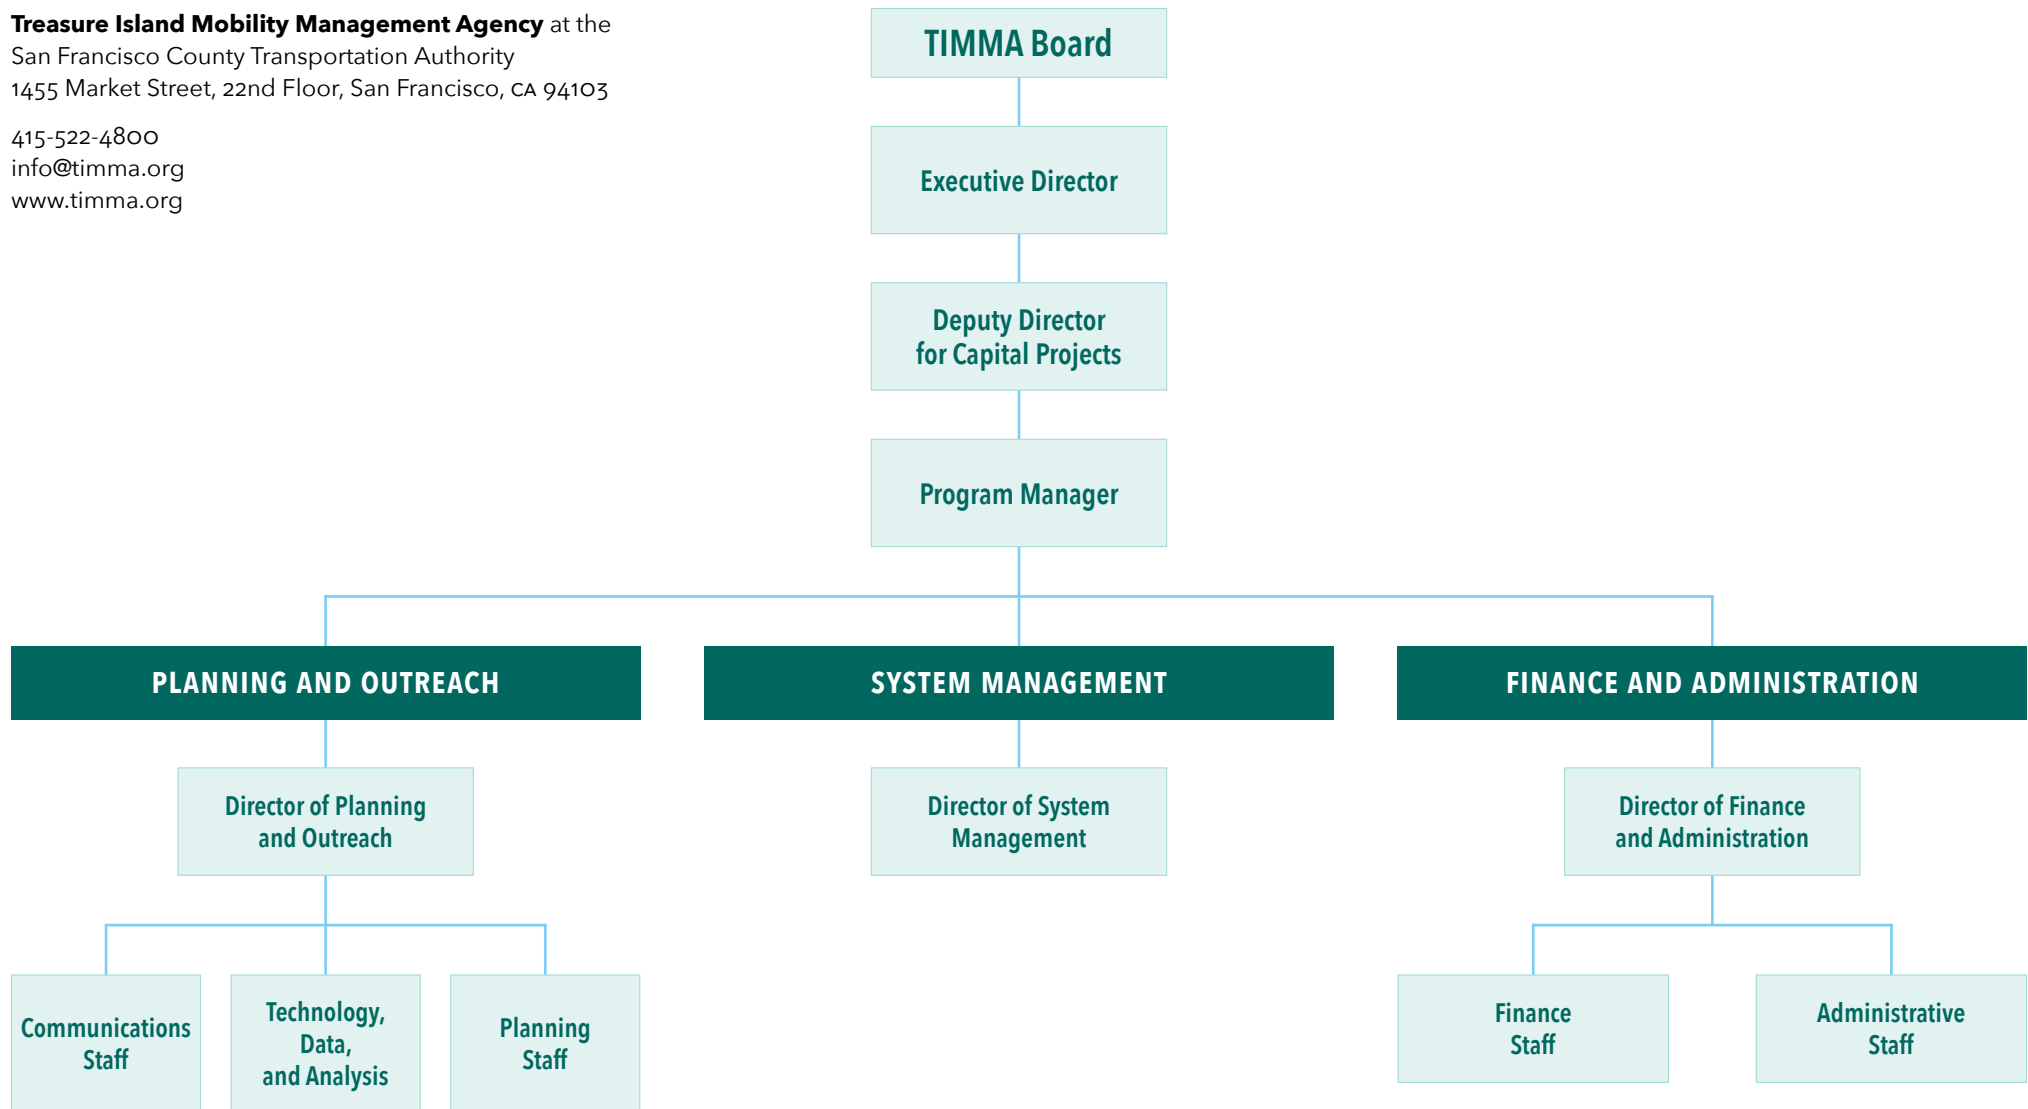 Treasure Island Mobility Management Agency at the
San Francisco County Transportation Authority
1455 Market Street, 22nd Floor, San Francisco, CA 94103
415-522-4800
info@timma.org
www.timma.org
TIMMA Board
Executive Director
Deputy Director
for Capital Projects
Program Manager
PLANNING AND OUTREACH
SYSTEM MANAGEMENT
FINANCE AND ADMINISTRATION
Director of Planning
and Outreach
Director of System
Management
Director of Finance
and Administration
Communications
Staff
Technology,
Data,
and Analysis
Planning
Staff
Finance
Staff
Administrative
Staff